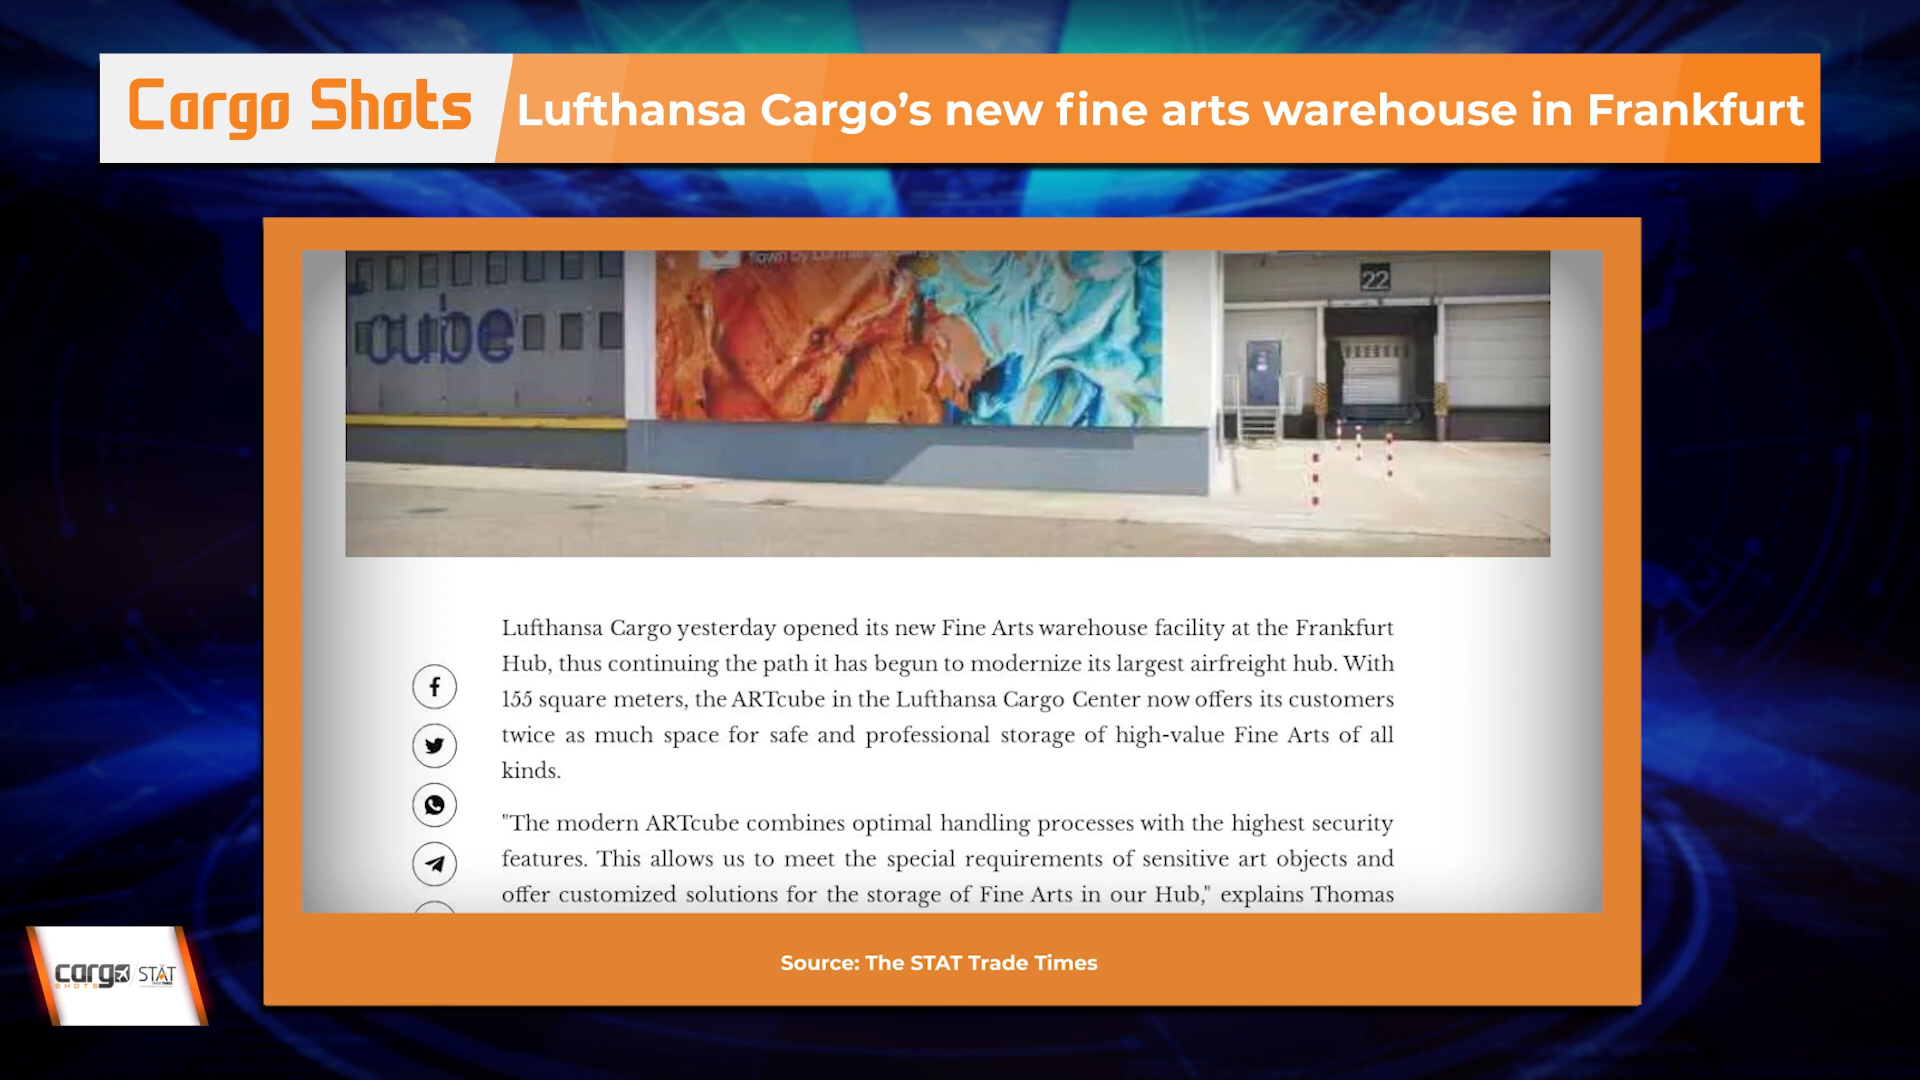 Cargo Shots
Lufthansa Cargo's new fine arts warehouse in Frankfurt
flown by
22
cube
Lufthansa Cargo yesterday opened its new Fine Arts warehouse facility at the Frankfurt
Hub, thus continuing the path it has begun to modernize its largest airfreight hub. With
155 square meters, the ARTcube in the Lufthansa Cargo Center now offers its customers
twice as much space for safe and professional storage of high-value Fine Arts of all
kinds.
"The modern ARTcube combines optimal handling processes with the highest security
features. This allows us to meet the special requirements of sensitive art objects and
offer customized solutions for the storage of Fine Arts in our Hub," explains Thomas
Source: The STAT Trade Times
cargo STAT
SHOTS TRADE TIMES